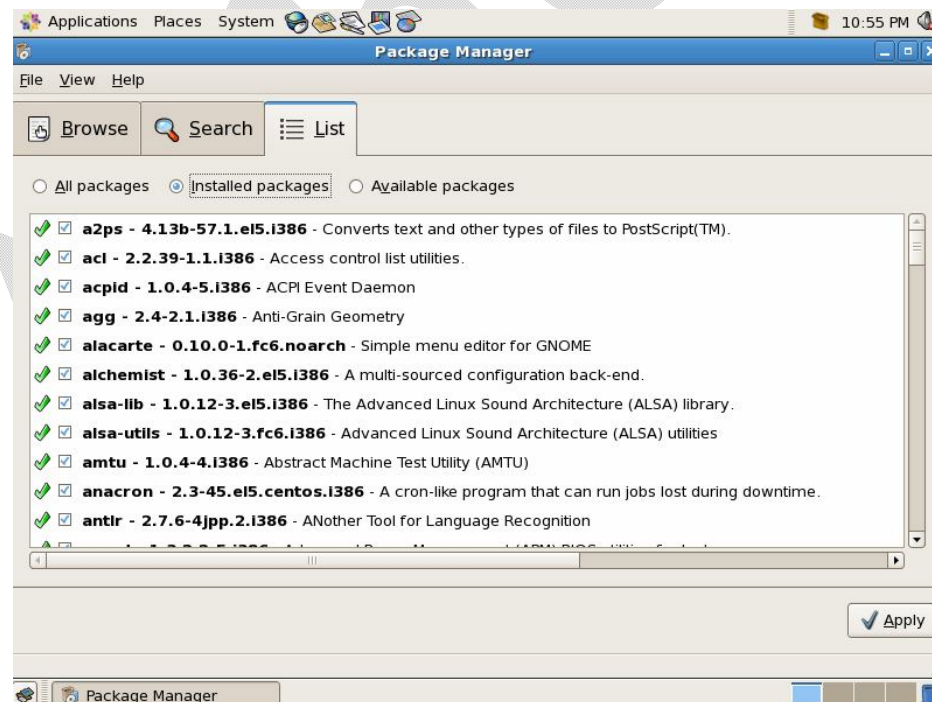 Applications Places System 10:55 PM
Package Manager
File View Help
Browse Search List
All packages Installed packages Available packages
a2ps - 4.13b-57.1.el5.i386 - Converts text and other types of files to PostScript(TM).
acl - 2.2.39-1.1.i386 - Access control list utilities.
acpid - 1.0.4-5.i386 - ACPI Event Daemon
agg - 2.4-2.1.i386 - Anti-Grain Geometry
alacarte - 0.10.0-1.fc6.noarch - Simple menu editor for GNOME
alchemist - 1.0.36-2.el5.i386 - A multi-sourced configuration back-end.
alsa-lib - 1.0.12-3.el5.i386 - The Advanced Linux Sound Architecture (ALSA) library.
alsa-utils - 1.0.12-3.fc6.i386 - Advanced Linux Sound Architecture (ALSA) utilities
amtu - 1.0.4-4.i386 - Abstract Machine Test Utility (AMTU)
anacron - 2.3-45.el5.centos.i386 - A cron-like program that can run jobs lost during downtime.
antlr - 2.7.6-4jpp.2.i386 - ANother Tool for Language Recognition
Apply
Package Manager